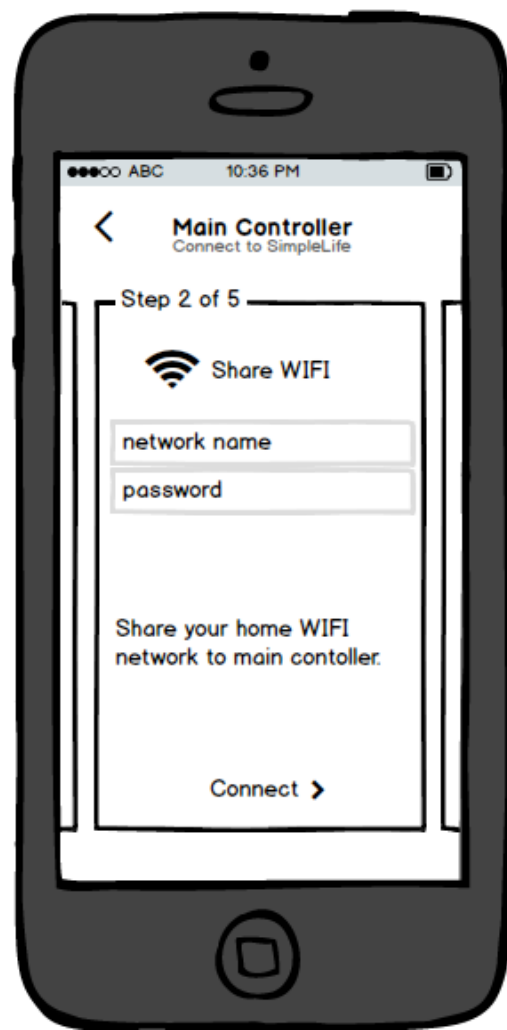 ABC 10:36 PM
Main Controller
Connect to SimpleLife
Step 2 of 5
Share WIFI
network name
password
Share your home WIFI
network to main contoller.
Connect